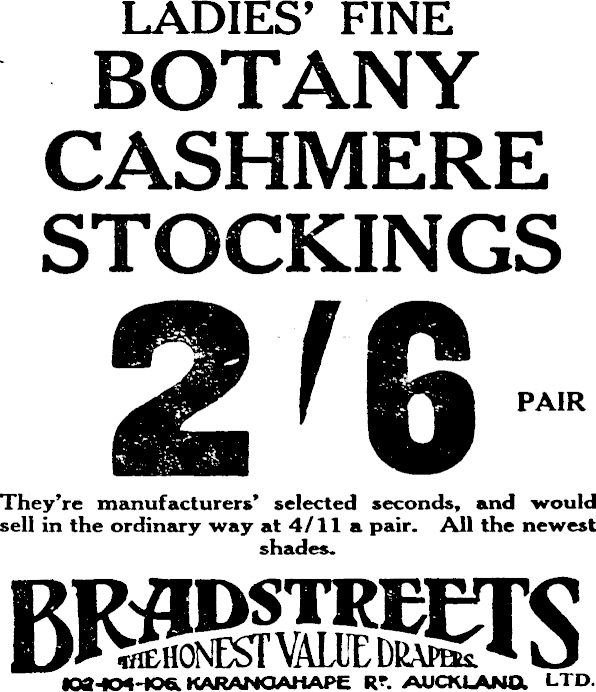 LADIES' FINE
BOTANY
CASHMERE
STOCKINGS
2/6 PAIR
They're manufacturers' selected seconds, and would
sell in the ordinary way at 4/11 a pair. All the newest
shades.
BRADSTREETS
THE HONEST VALUE DRAPERS.
102-104-106, KARANGAHAPE RD. AUCKLAND. LTD.